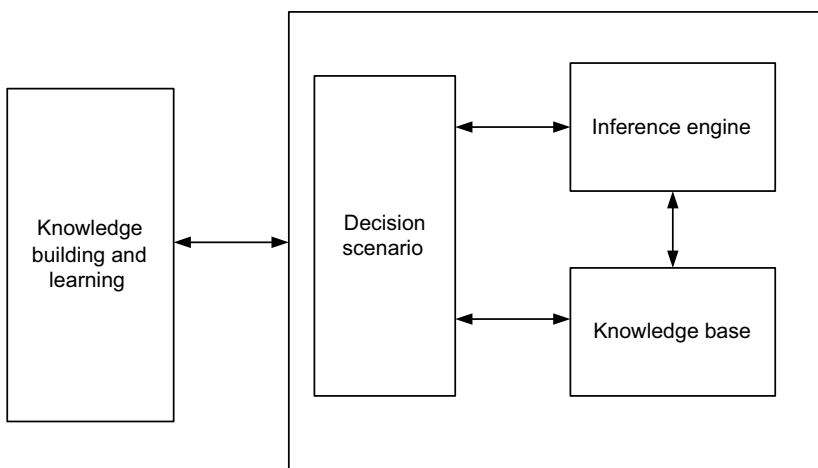 Knowledge
building and
learning
Decision
scenario
Inference engine
Knowledge base